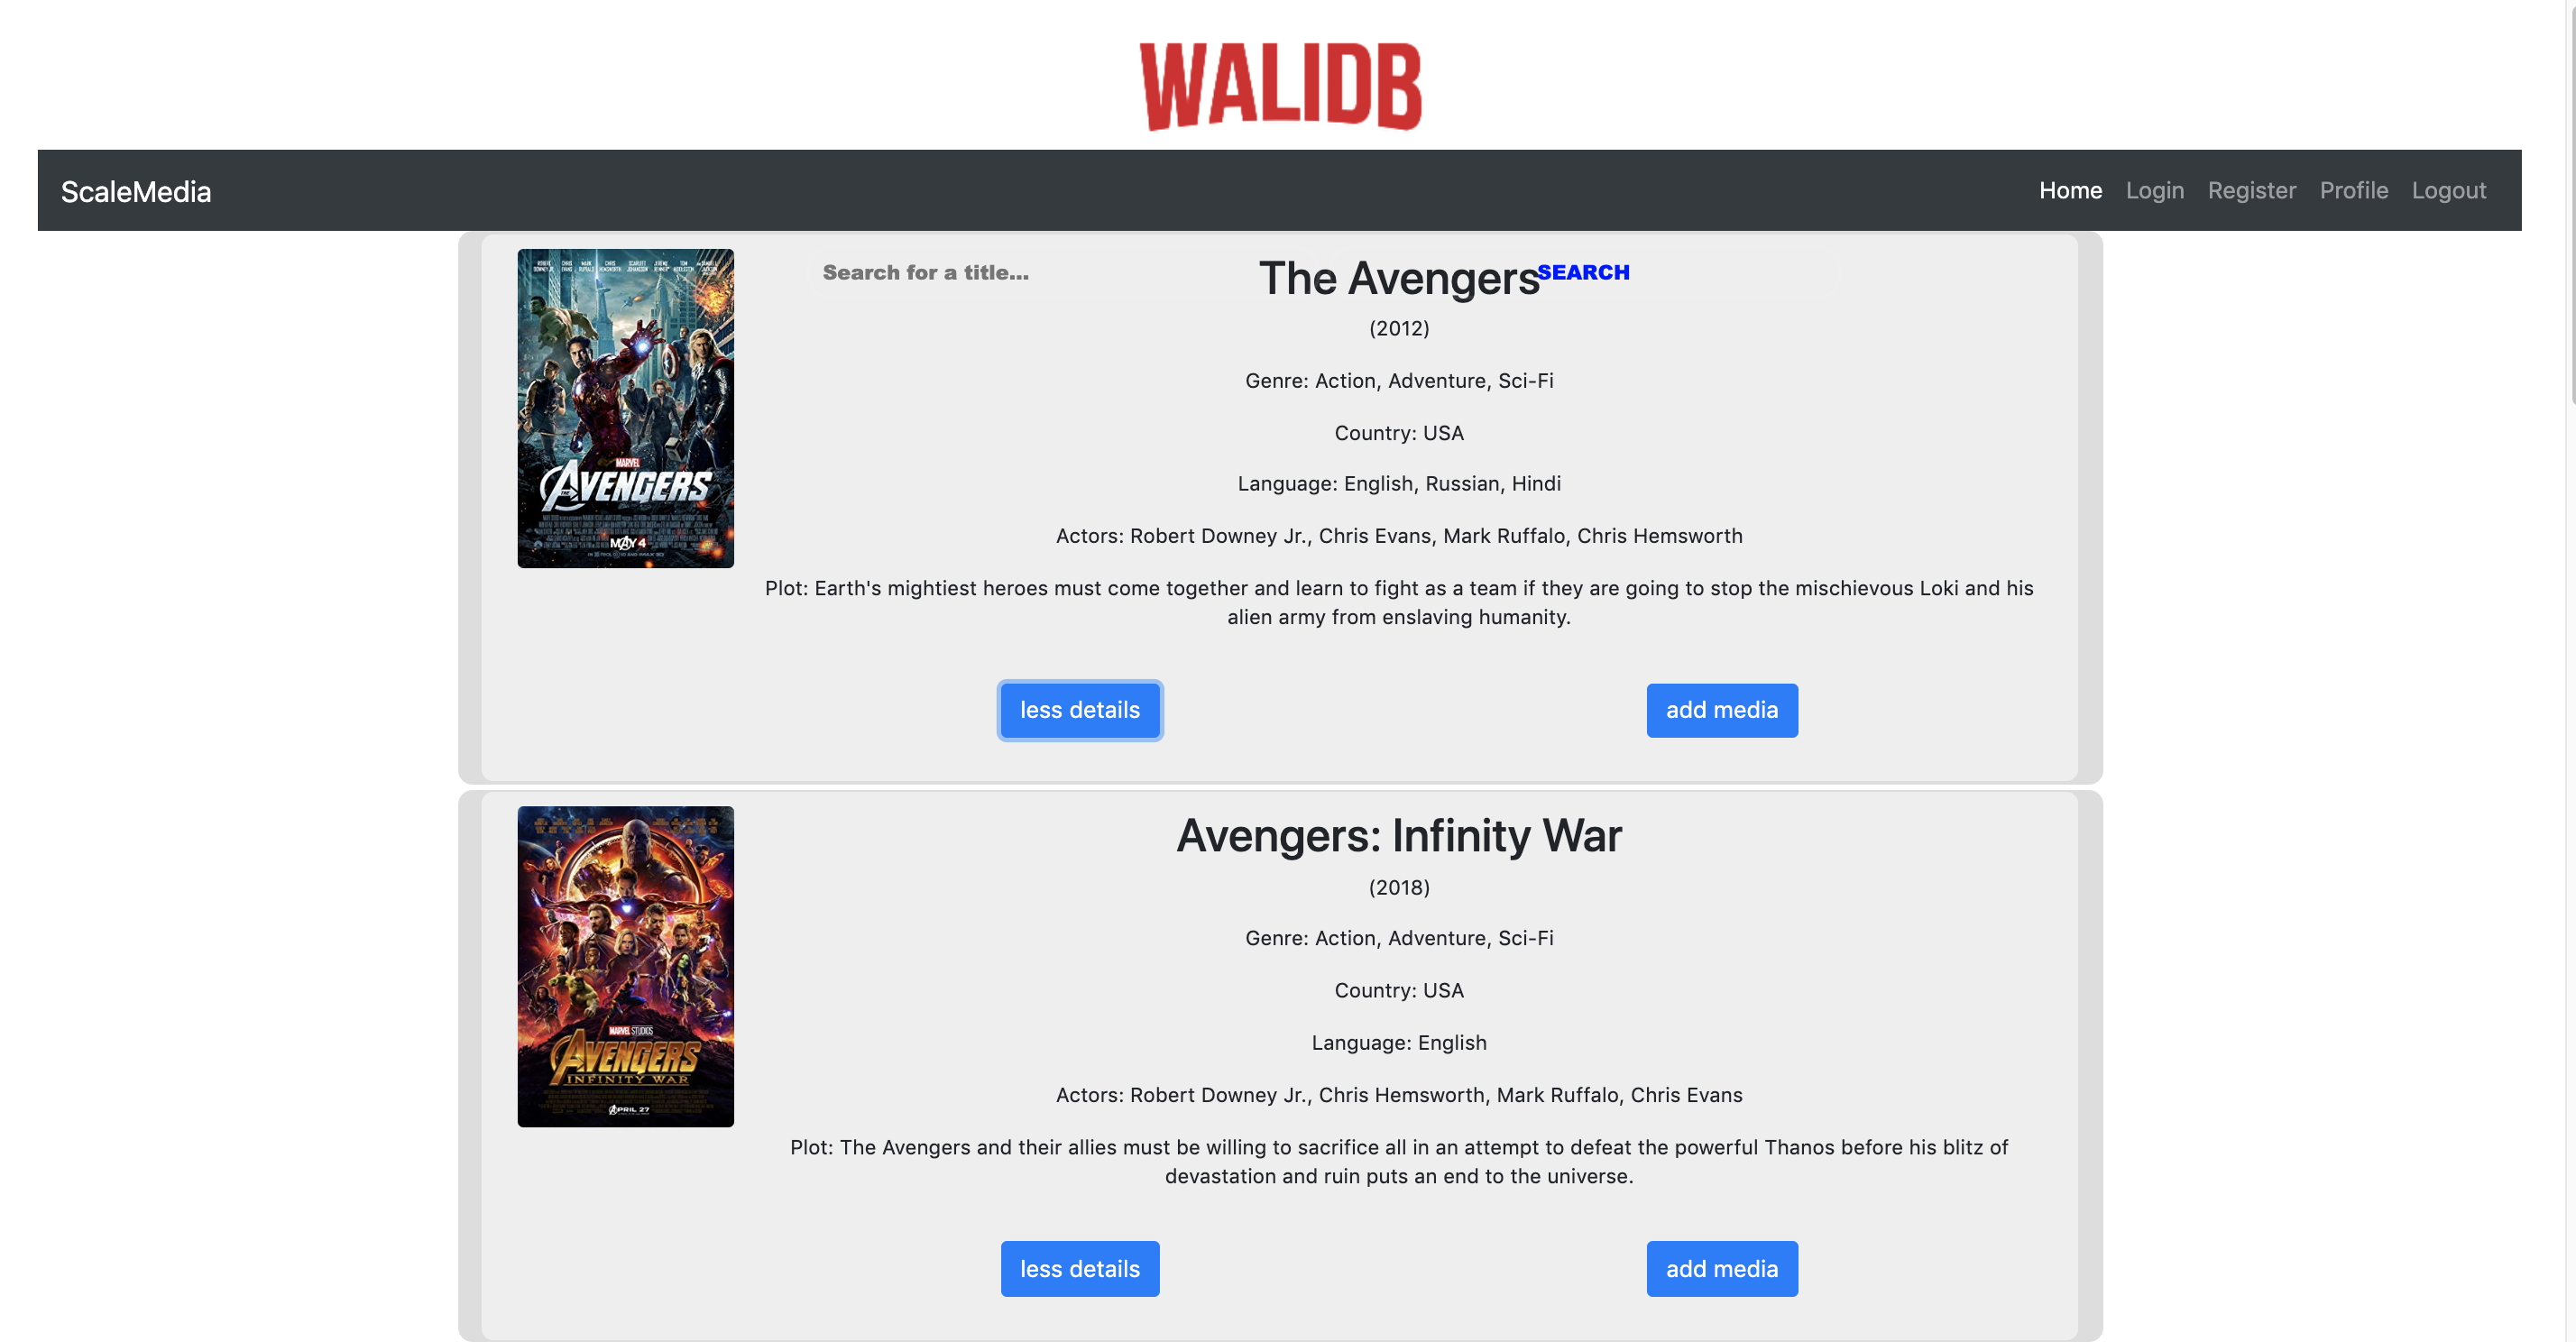 WALIDB
ScaleMedia
Home Login Register Profile Logout
Search for a title...
The Avengers
SEARCH
(2012)
Genre: Action, Adventure, Sci-Fi
Country: USA
Language: English, Russian, Hindi
Actors: Robert Downey Jr., Chris Evans, Mark Ruffalo, Chris Hemsworth
Plot: Earth's mightiest heroes must come together and learn to fight as a team if they are going to stop the mischievous Loki and his
alien army from enslaving humanity.
MARVEL
THE AVENGERS
MAY 4
less details
add media
Avengers: Infinity War
(2018)
Genre: Action, Adventure, Sci-Fi
Country: USA
Language: English
Actors: Robert Downey Jr., Chris Hemsworth, Mark Ruffalo, Chris Evans
Plot: The Avengers and their allies must be willing to sacrifice all in an attempt to defeat the powerful Thanos before his blitz of
devastation and ruin puts an end to the universe.
MARVEL STUDIOS
AVENGERS
INFINITY WAR
APRIL 27
less details
add media